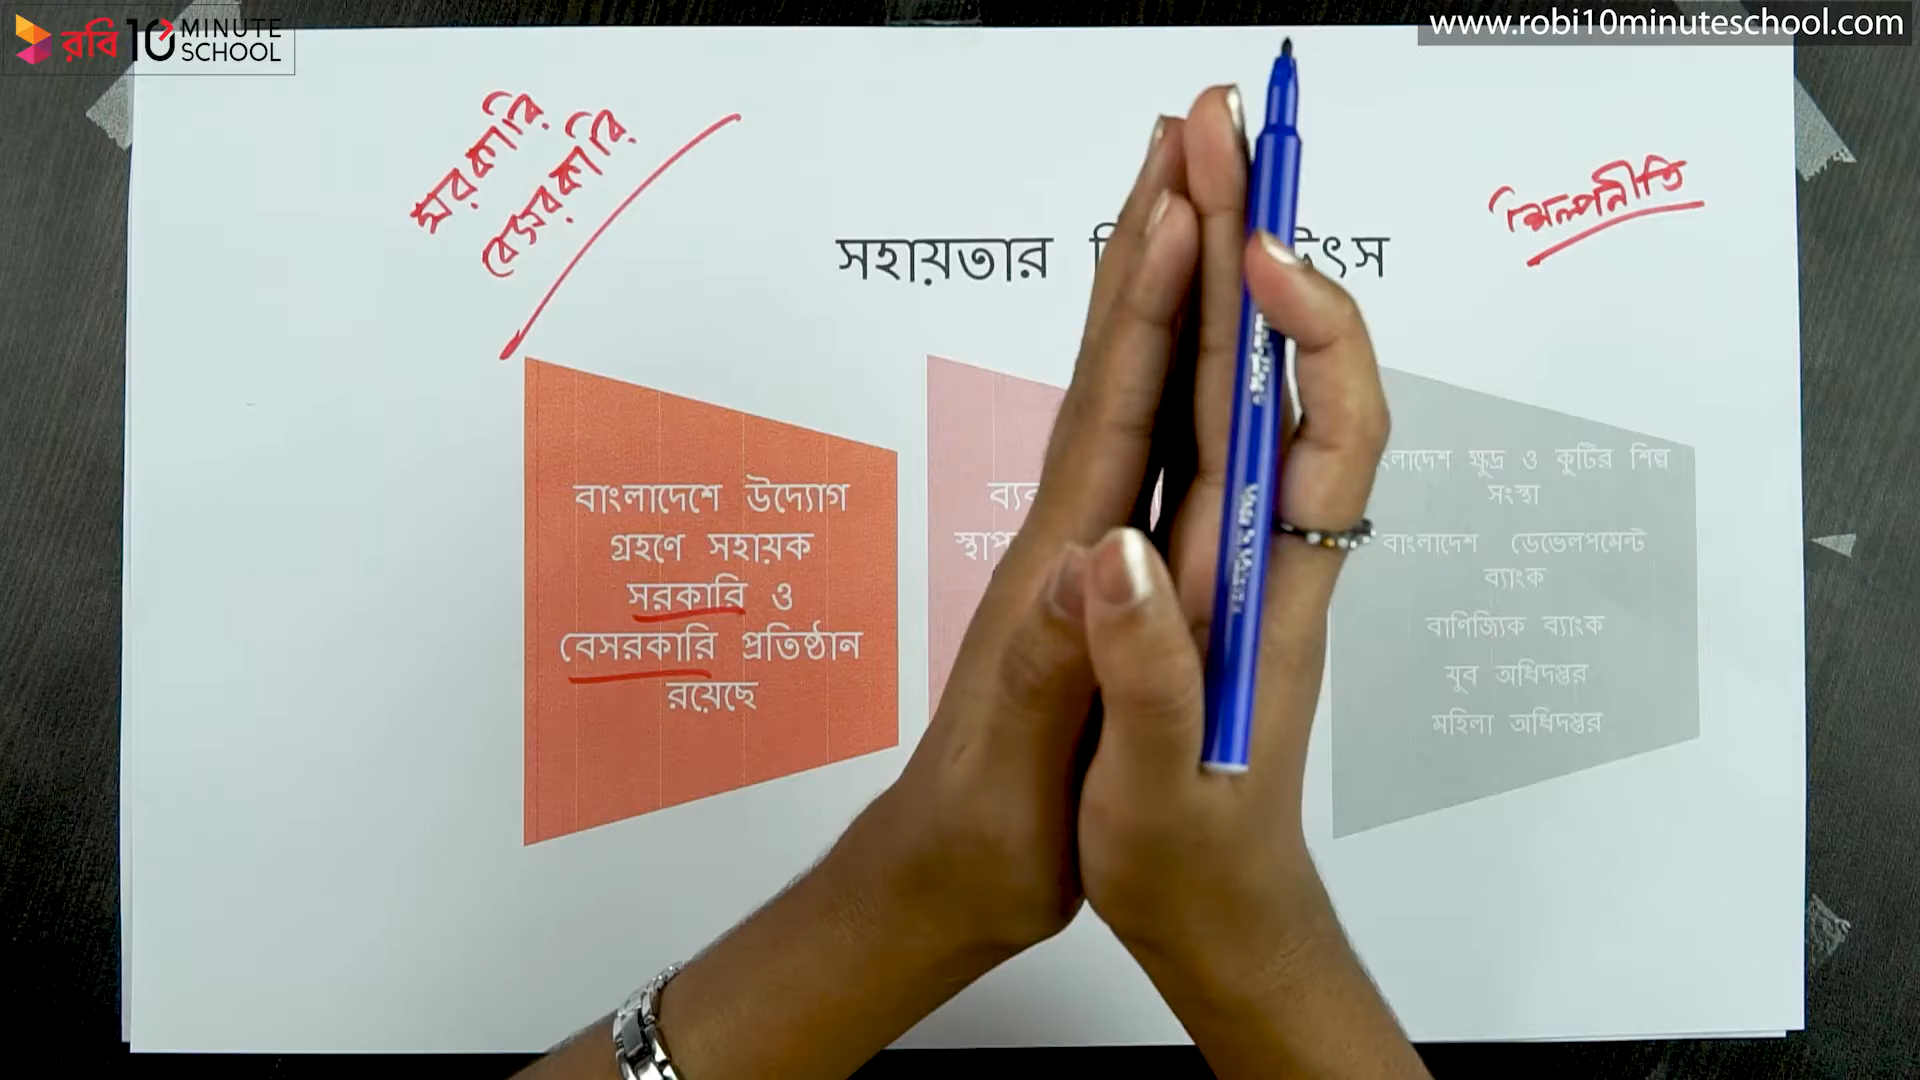 রবি 10 MINUTE SCHOOL
www.robi10minuteschool.com
সরকারি
বেসরকারি
শিল্পনীতি
সহায়তার
উৎস
বাংলাদেশে উদ্যোগ
গ্রহণে সহায়ক
সরকারি ও
বেসরকারি প্রতিষ্ঠান
রয়েছে
ক্ষুদ্র ও কুটির শিল্প
সংস্থা
বাংলাদেশ ডেভেলপমেন্ট
ব্যাংক
বাণিজ্যিক ব্যাংক
যুব অধিদপ্তর
মহিলা অধিদপ্তর